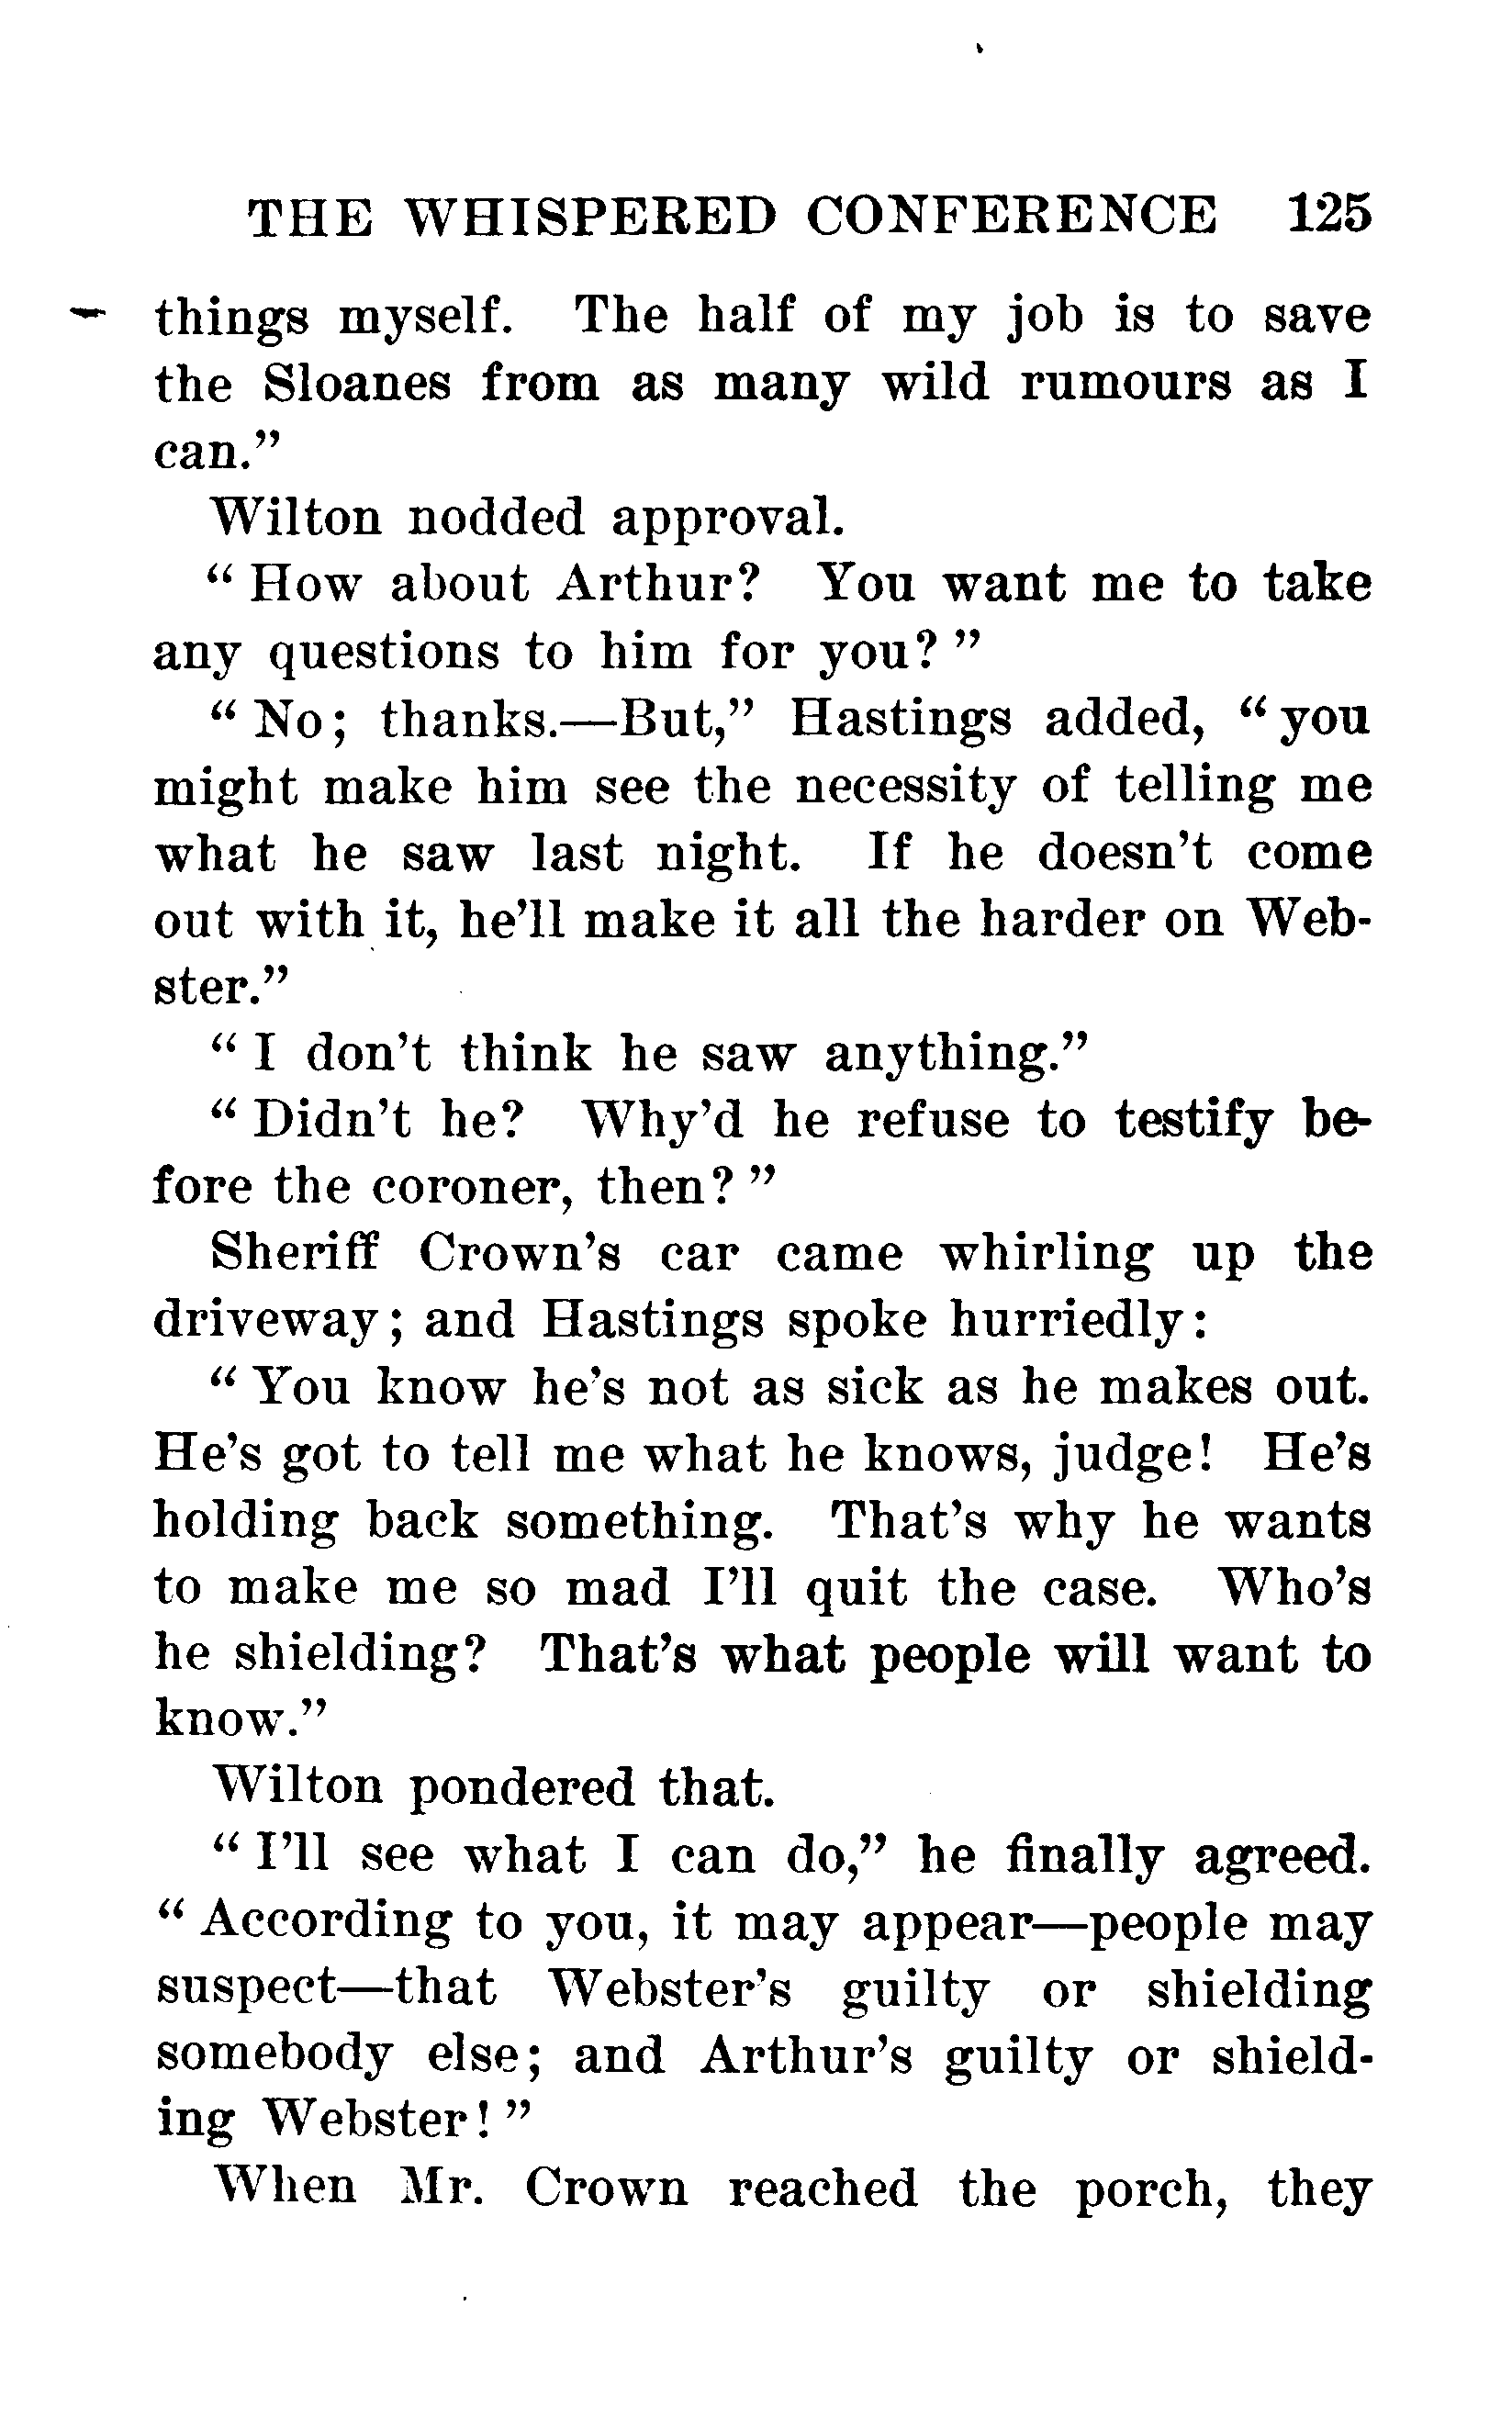 THE WHISPERED CONFERENCE 125
things myself. The half of my job is to save
the Sloanes from as many wild rumours as I
can.”
Wilton nodded approval.
“ How about Arthur? You want me to take
any questions to him for you? ”
“ No; thanks.—But,” Hastings added, “ you
might make him see the necessity of telling me
what he saw last night. If he doesn’t come
out with it, he’ll make it all the harder on Web-
ster.”
“ I don’t think he saw anything.”
“ Didn’t he? Why’d he refuse to testify be-
fore the coroner, then? ”
Sheriff Crown’s car came whirling up the
driveway; and Hastings spoke hurriedly:
“ You know he’s not as sick as he makes out.
He’s got to tell me what he knows, judge! He’s
holding back something. That’s why he wants
to make me so mad I’ll quit the case. Who’s
he shielding? That’s what people will want to
know.”
Wilton pondered that.
“ I’ll see what I can do,” he finally agreed.
“ According to you, it may appear—people may
suspect—that Webster’s guilty or shielding
somebody else; and Arthur’s guilty or shield-
ing Webster! ”
When Mr. Crown reached the porch, they